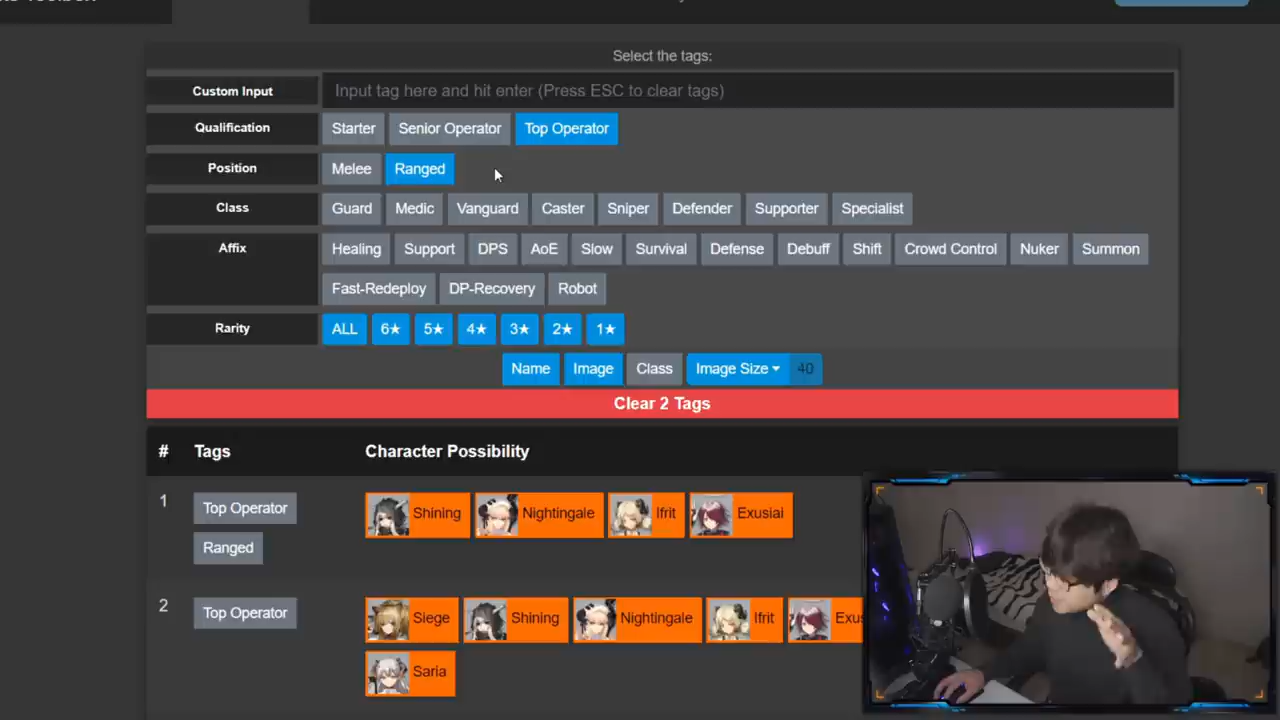 Select the tags:
Custom Input Input tag here and hit enter (Press ESC to clear tags)
Qualification Starter Senior Operator Top Operator
Position Melee Ranged
Class Guard Medic Vanguard Caster Sniper Defender Supporter Specialist
Affix Healing Support DPS AoE Slow Survival Defense Debuff Shift Crowd Control Nuker Summon
Fast-Redeploy DP-Recovery Robot
Rarity ALL 6★ 5★ 4★ 3★ 2★ 1★
Name Image Class Image Size 40
Clear 2 Tags
# Tags Character Possibility
1 Top Operator Shining Nightingale Ifrit Exusiai
Ranged
2 Top Operator Siege Shining Nightingale Ifrit Exus
Saria